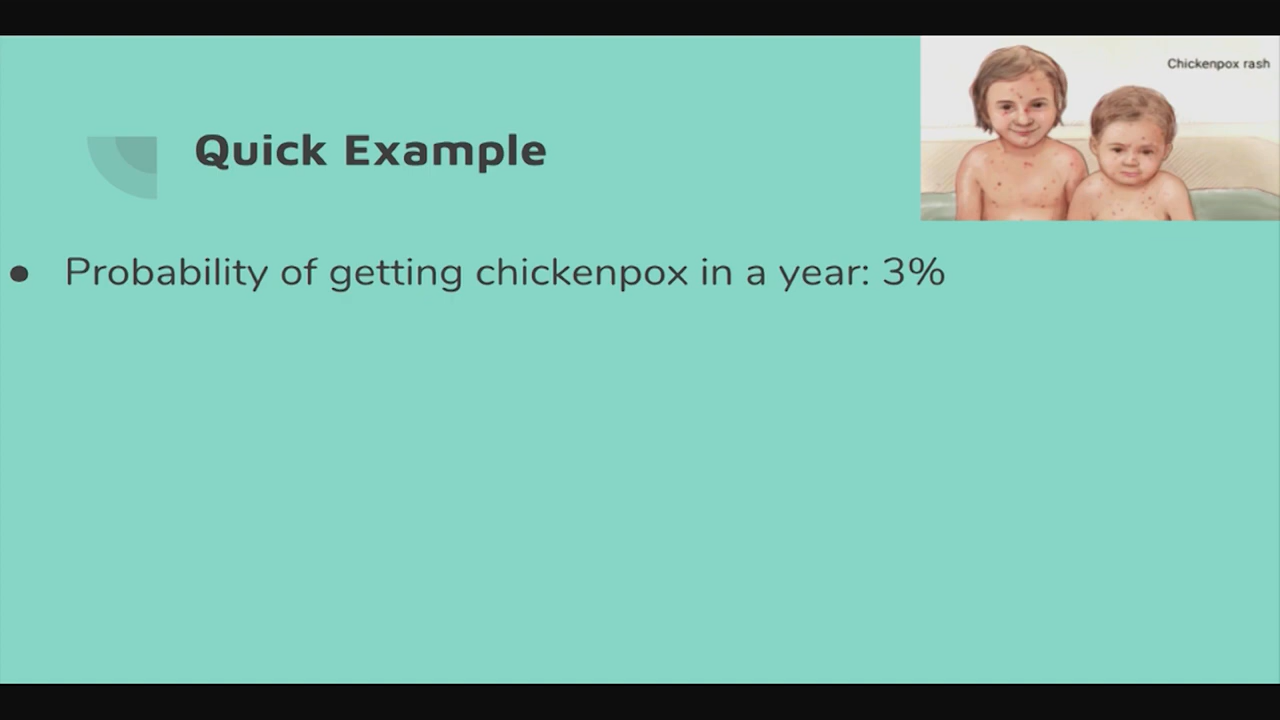 Chickenpox rash
Quick Example
● Probability of getting chickenpox in a year: 3%